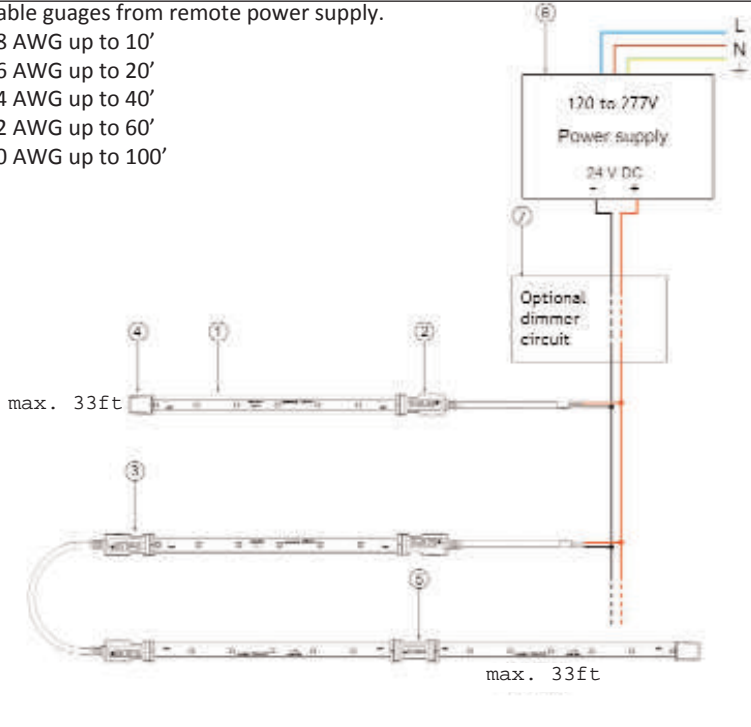 able guages from remote power supply.
8 AWG up to 10’
6 AWG up to 20’
4 AWG up to 40’
2 AWG up to 60’
0 AWG up to 100’
6
L
N
120 to 277V
Power supply
24 V DC
- +
7
Optional
dimmer
circuit
4 1 2
max. 33ft
3
5
max. 33ft